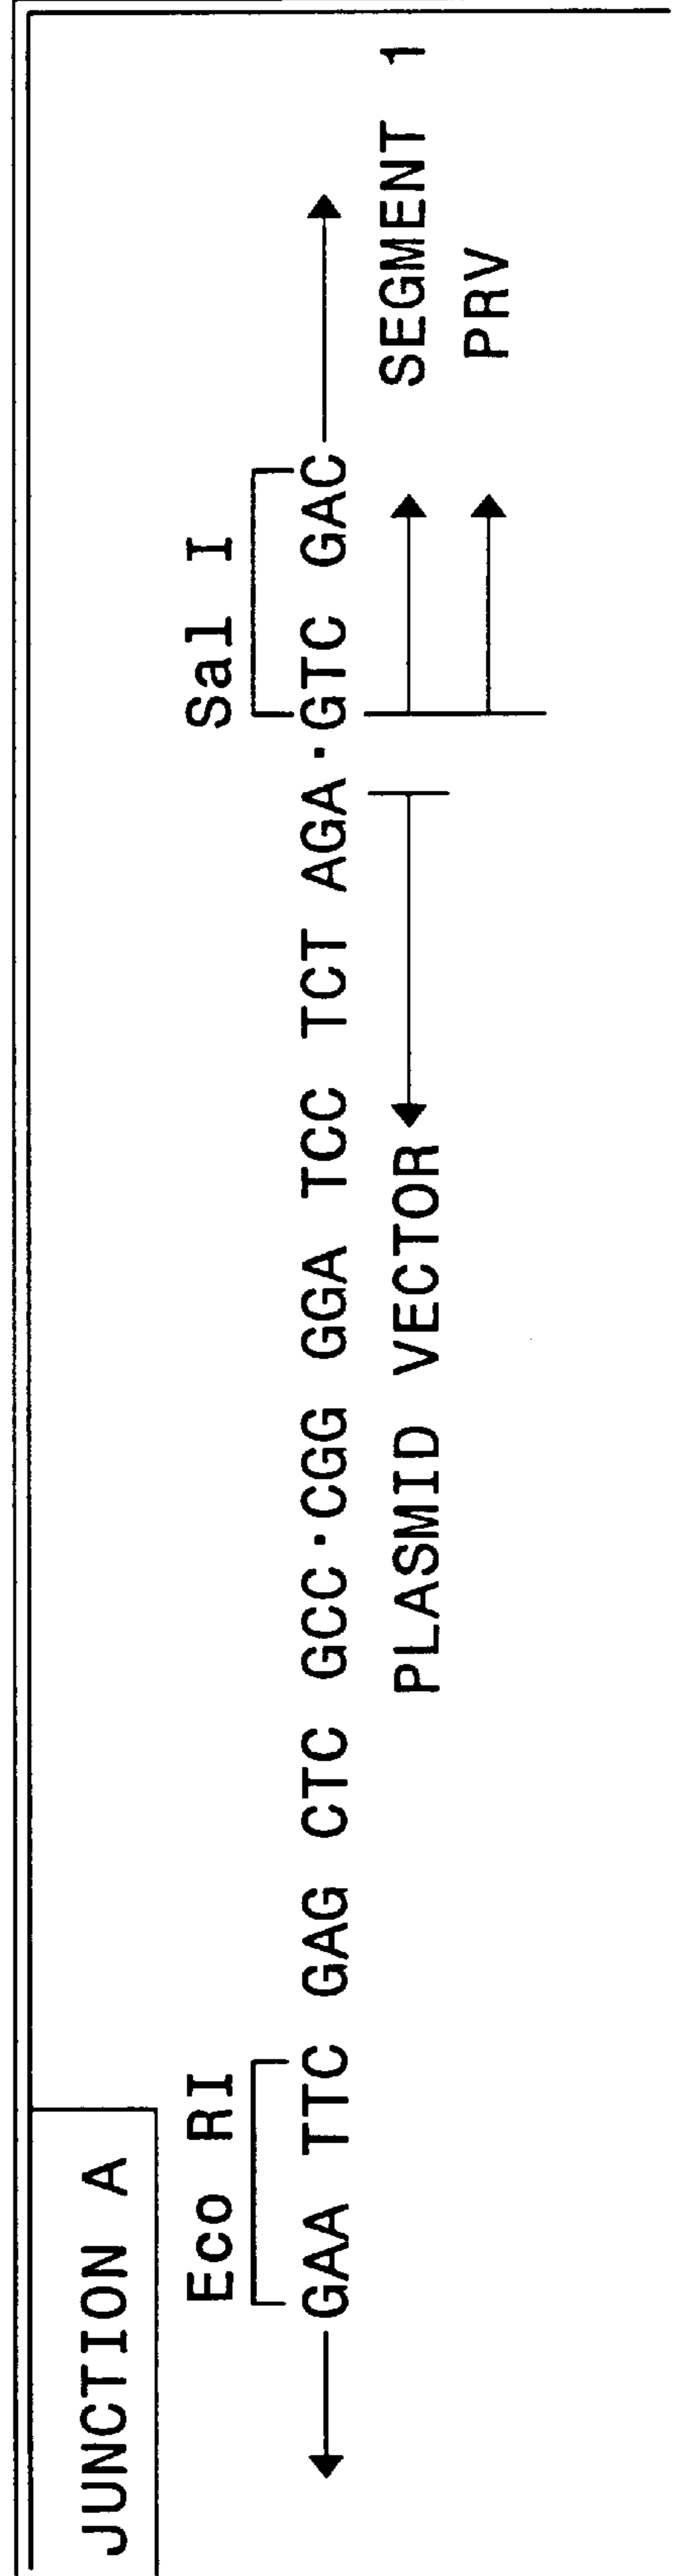 JUNCTION A
Eco RI Sal I
GAA TTC GAG CTC GCC·CGG GGA TCC TCT AGA·GTC GAC
PLASMID VECTOR SEGMENT 1
PRV